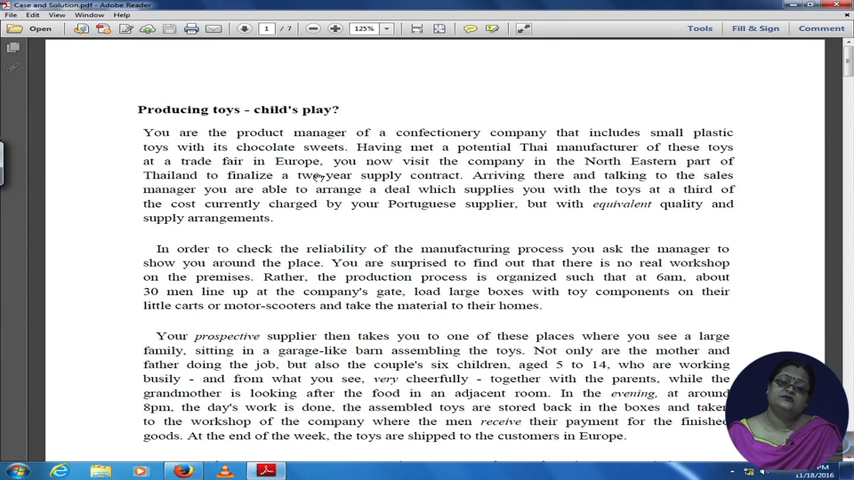 Case and Solution.pdf - Adobe Reader
File Edit View Window Help
Open 1 / 7 125% Tools Fill & Sign Comment
Producing toys - child's play?
You are the product manager of a confectionery company that includes small plastic
toys with its chocolate sweets. Having met a potential Thai manufacturer of these toys
at a trade fair in Europe, you now visit the company in the North Eastern part of
Thailand to finalize a two-year supply contract. Arriving there and talking to the sales
manager you are able to arrange a deal which supplies you with the toys at a third of
the cost currently charged by your Portuguese supplier, but with equivalent quality and
supply arrangements.
In order to check the reliability of the manufacturing process you ask the manager to
show you around the place. You are surprised to find out that there is no real workshop
on the premises. Rather, the production process is organized such that at 6am, about
30 men line up at the company's gate, load large boxes with toy components on their
little carts or motor-scooters and take the material to their homes.
Your prospective supplier then takes you to one of these places where you see a large
family, sitting in a garage-like barn assembling the toys. Not only are the mother and
father doing the job, but also the couple's six children, aged 5 to 14, who are working
busily - and from what you see, very cheerfully - together with the parents, while the
grandmother is looking after the food in an adjacent room. In the evening, at around
8pm, the day's work is done, the assembled toys are stored back in the boxes and taken
to the workshop of the company where the men receive their payment for the finished
goods. At the end of the week, the toys are shipped to the customers in Europe.
PM
11/18/2016